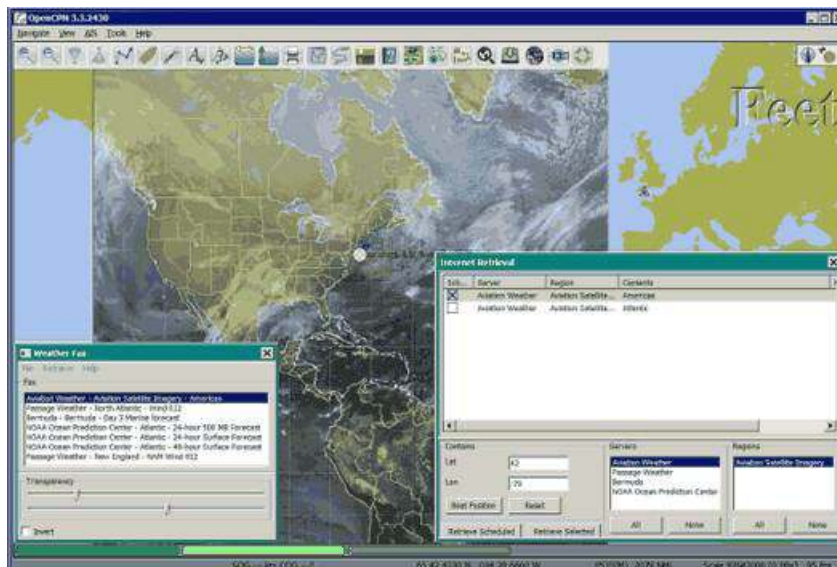 OpenCPN 3.3.2430
Navigate View AIS Tools Help
Feet
Internet Retrieval
Server Region Contents
Aviation Weather Aviation Satellite... Americas
Aviation Weather Aviation Satellite... Atlantic
Weather Fax
File Retrieve Help
Fax
Aviation Weather - Aviation Satellite Imagery - Americas
Passage Weather - North Atlantic - Wind 012
Bermuda - Bermuda - Day 3 Marine forecast
NOAA Ocean Prediction Center - Atlantic - 24-hour 500 MB Forecast
NOAA Ocean Prediction Center - Atlantic - 24-hour Surface Forecast
NOAA Ocean Prediction Center - Atlantic - 48-hour Surface Forecast
Passage Weather - New England - NAM Wind 012
Transparency
Invert
Contains
Lat 42
Lon -70
Boat Position Reset
Retrieve Scheduled Retrieve Selected
Servers
Aviation Weather
Passage Weather
Bermuda
NOAA Ocean Prediction Center
All None
Regions
Aviation Satellite Imagery
All None